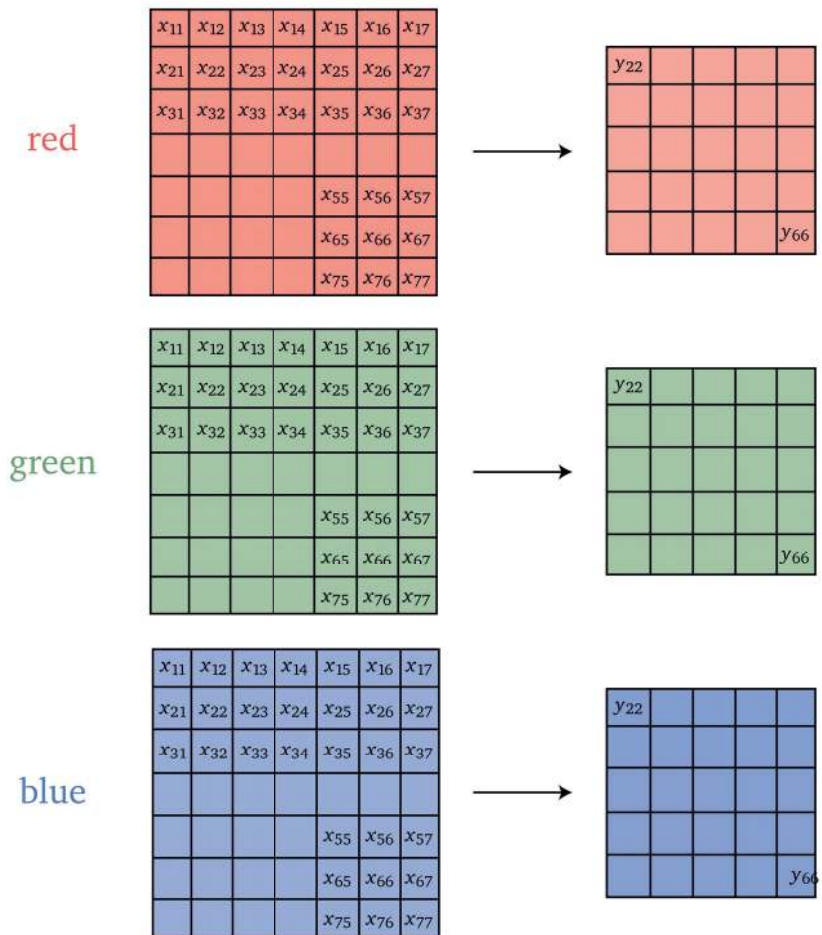 x11 x12 x13 x14 x15 x16 x17
x21 x22 x23 x24 x25 x26 x27
x31 x32 x33 x34 x35 x36 x37
red
x55 x56 x57
x65 x66 x67
x75 x76 x77
y22
y66
x11 x12 x13 x14 x15 x16 x17
x21 x22 x23 x24 x25 x26 x27
x31 x32 x33 x34 x35 x36 x37
green
x55 x56 x57
x65 x66 x67
x75 x76 x77
y22
y66
x11 x12 x13 x14 x15 x16 x17
x21 x22 x23 x24 x25 x26 x27
x31 x32 x33 x34 x35 x36 x37
blue
x55 x56 x57
x65 x66 x67
x75 x76 x77
y22
y66